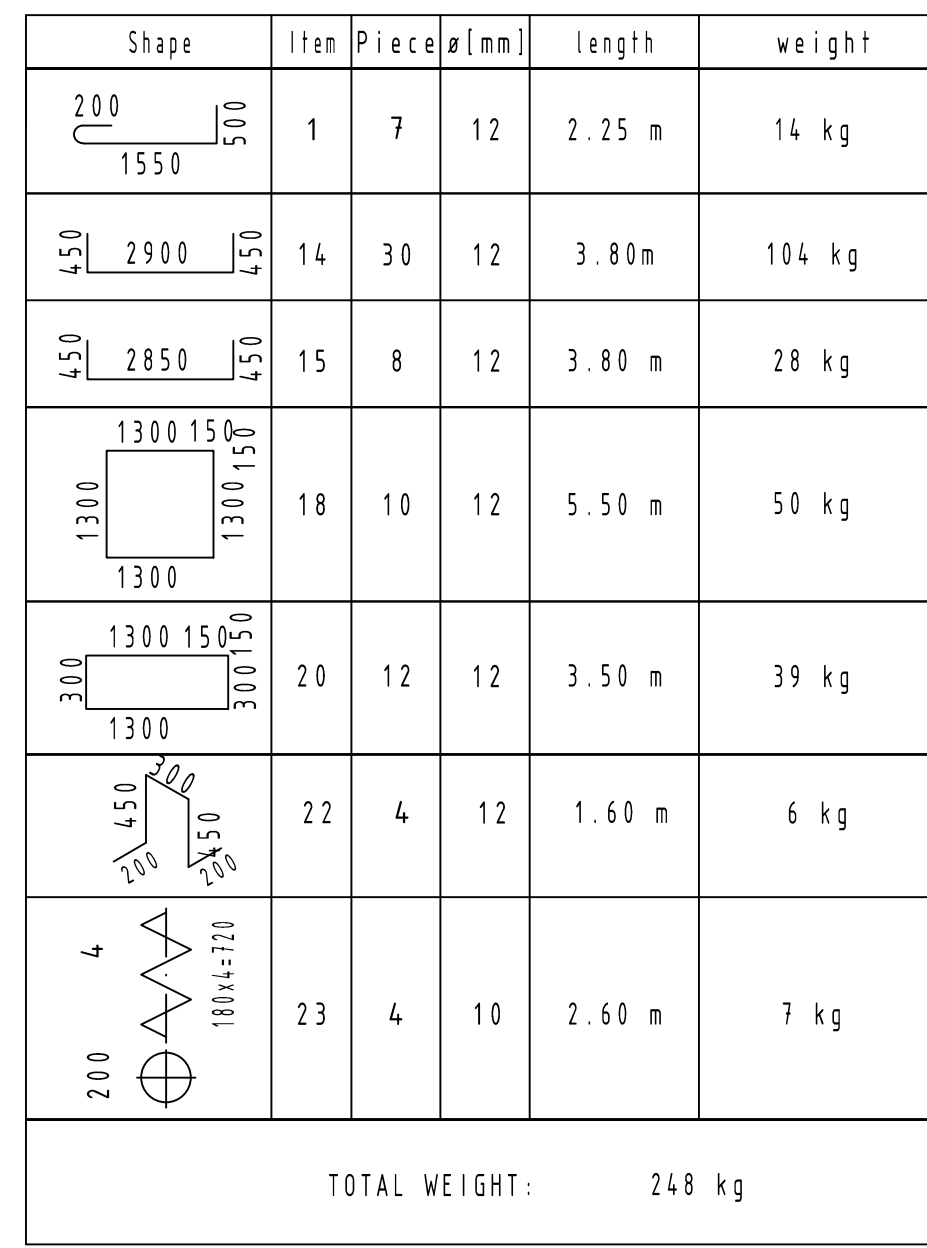 Shape Item Piece ø[mm] length weight
200 500 1 7 12 2.25 m 14 kg
1550
450 2900 450 14 30 12 3.80m 104 kg
450 2850 450 15 8 12 3.80 m 28 kg
1300 150 150
1300 1300 18 10 12 5.50 m 50 kg
1300
1300 150 150
300 300 20 12 12 3.50 m 39 kg
1300
300
450 450 22 4 12 1.60 m 6 kg
200 200
4 180x4=720
200 23 4 10 2.60 m 7 kg
TOTAL WEIGHT: 248 kg